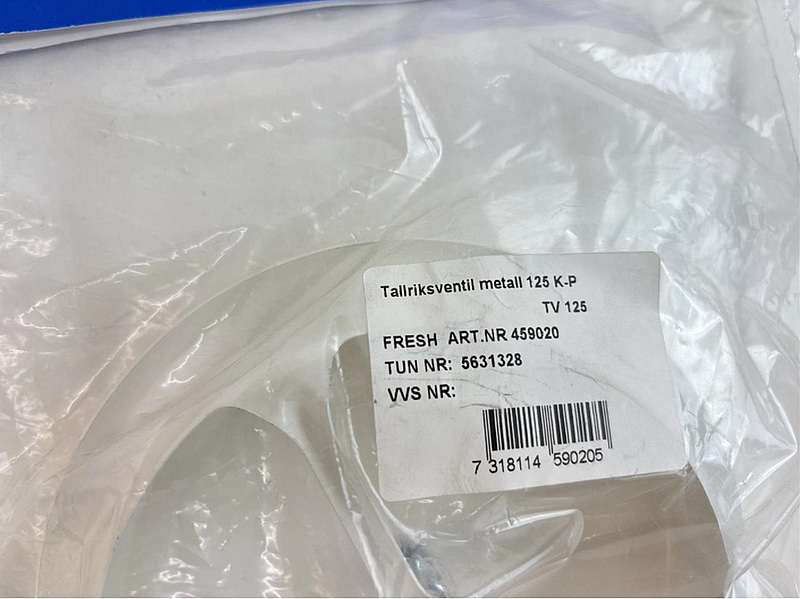 Tallriksventil metall 125 K-P
TV 125
FRESH ART.NR 459020
TUN NR: 5631328
VVS NR:
7 318114 590205